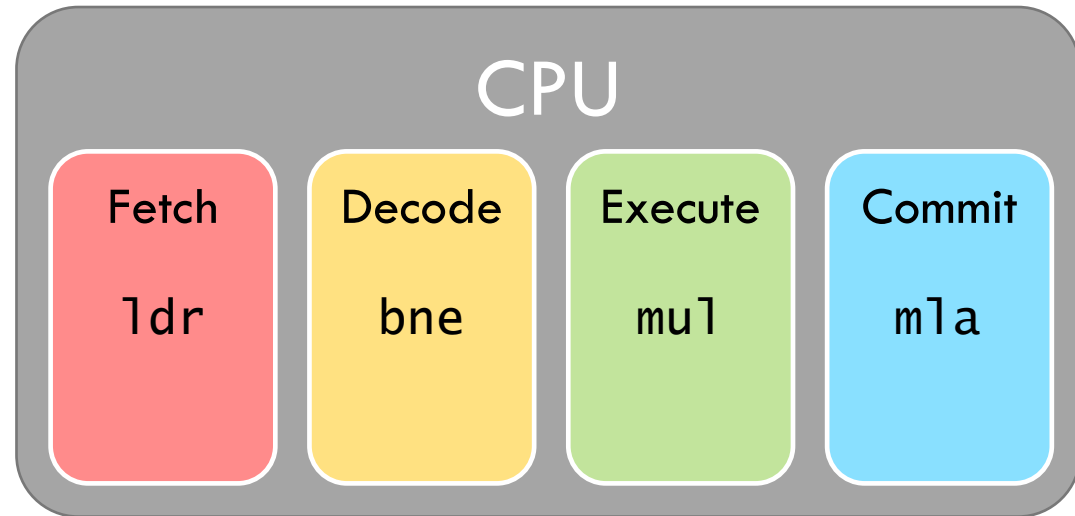 CPU
Fetch
ldr
Decode
bne
Execute
mul
Commit
mla